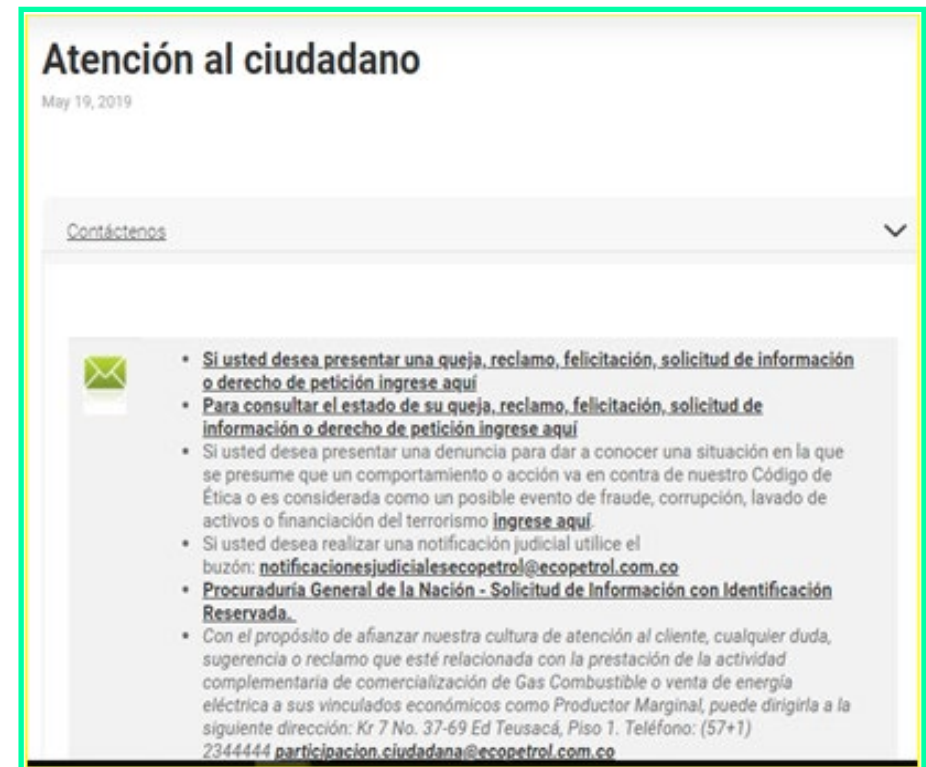 Atención al ciudadano
May 19, 2019
Contáctenos
• Si usted desea presentar una queja, reclamo, felicitación, solicitud de información
o derecho de petición ingrese aquí
• Para consultar el estado de su queja, reclamo, felicitación, solicitud de
información o derecho de petición ingrese aquí
• Si usted desea presentar una denuncia para dar a conocer una situación en la que
se presume que un comportamiento o acción va en contra de nuestro Código de
Ética o es considerada como un posible evento de fraude, corrupción, lavado de
activos o financiación del terrorismo ingrese aquí.
• Si usted desea realizar una notificación judicial utilice el
buzón: notificacionesjudicialesecopetrol@ecopetrol.com.co
• Procuraduría General de la Nación - Solicitud de Información con Identificación
Reservada.
• Con el propósito de afianzar nuestra cultura de atención al cliente, cualquier duda,
sugerencia o reclamo que esté relacionada con la prestación de la actividad
complementaria de comercialización de Gas Combustible o venta de energía
eléctrica a sus vinculados económicos como Productor Marginal, puede dirigirla a la
siguiente dirección: Kr 7 No. 37-69 Ed Teusacá, Piso 1. Teléfono: (57+1)
2344444 participacion.ciudadana@ecopetrol.com.co